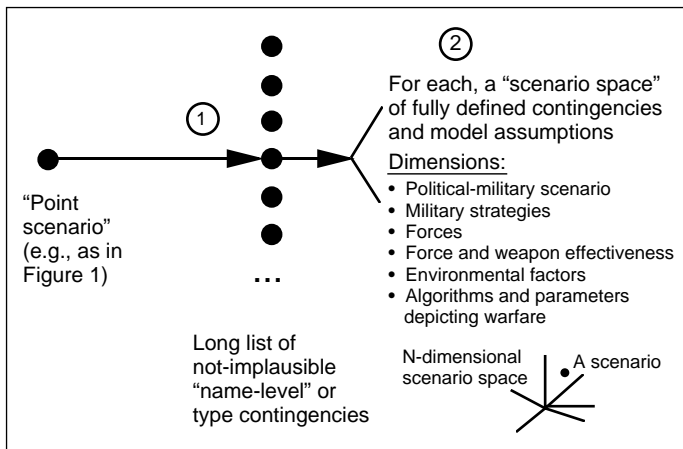 1
2
“Point
scenario”
(e.g., as in
Figure 1)
...
Long list of
not-implausible
“name-level” or
type contingencies
For each, a “scenario space”
of fully defined contingencies
and model assumptions
Dimensions:
• Political-military scenario
• Military strategies
• Forces
• Force and weapon effectiveness
• Environmental factors
• Algorithms and parameters
depicting warfare
N-dimensional
scenario space
A scenario